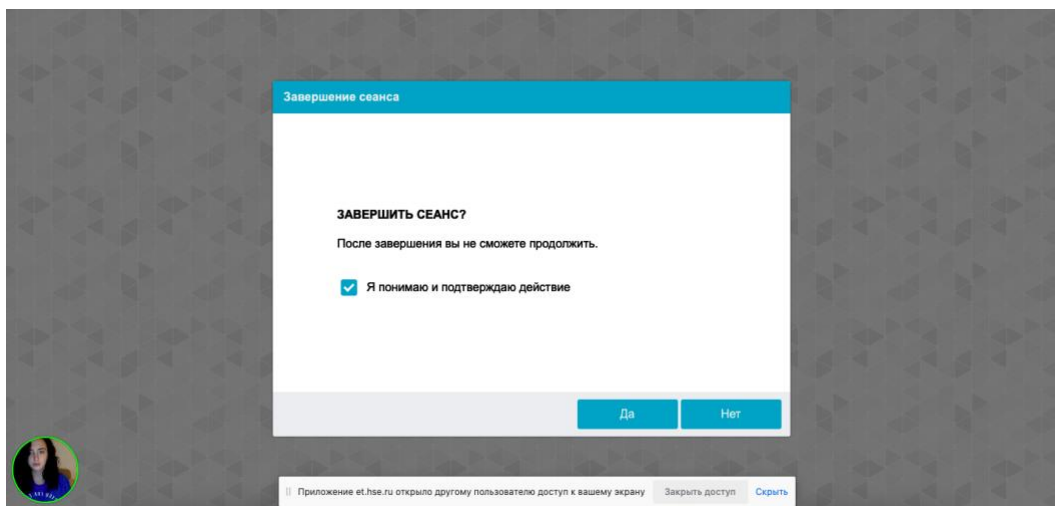 Завершение сеанса
ЗАВЕРШИТЬ СЕАНС?
После завершения вы не сможете продолжить.
Я понимаю и подтверждаю действие
Да Нет
Приложение et.hse.ru открыло другому пользователю доступ к вашему экрану Закрыть доступ Скрыть